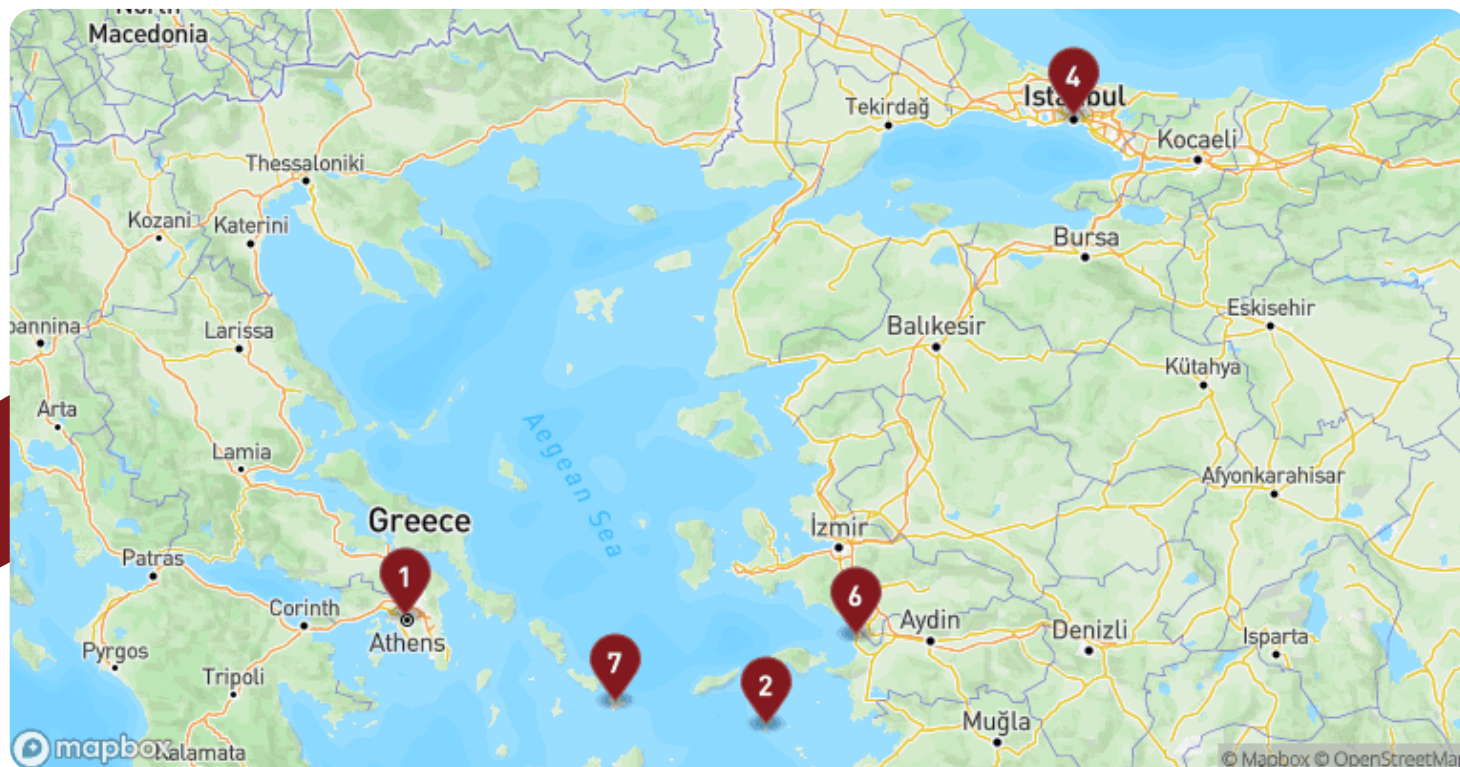 North
Macedonia
4
Istanbul
Tekirdağ
Kocaeli
Thessaloniki
Kozani
Katerini
Bursa
Eskisehir
Larissa
Balıkesir
Kütahya
Arta
Aegean Sea
Lamia
Afyonkarahisar
Greece
İzmir
Patras
1
6
Corinth
Athens
Aydin
Denizli
Isparta
Pyrgos
7
2
Tripoli
Muğla
mapbox
Kalamata
© Mapbox © OpenStreetMap